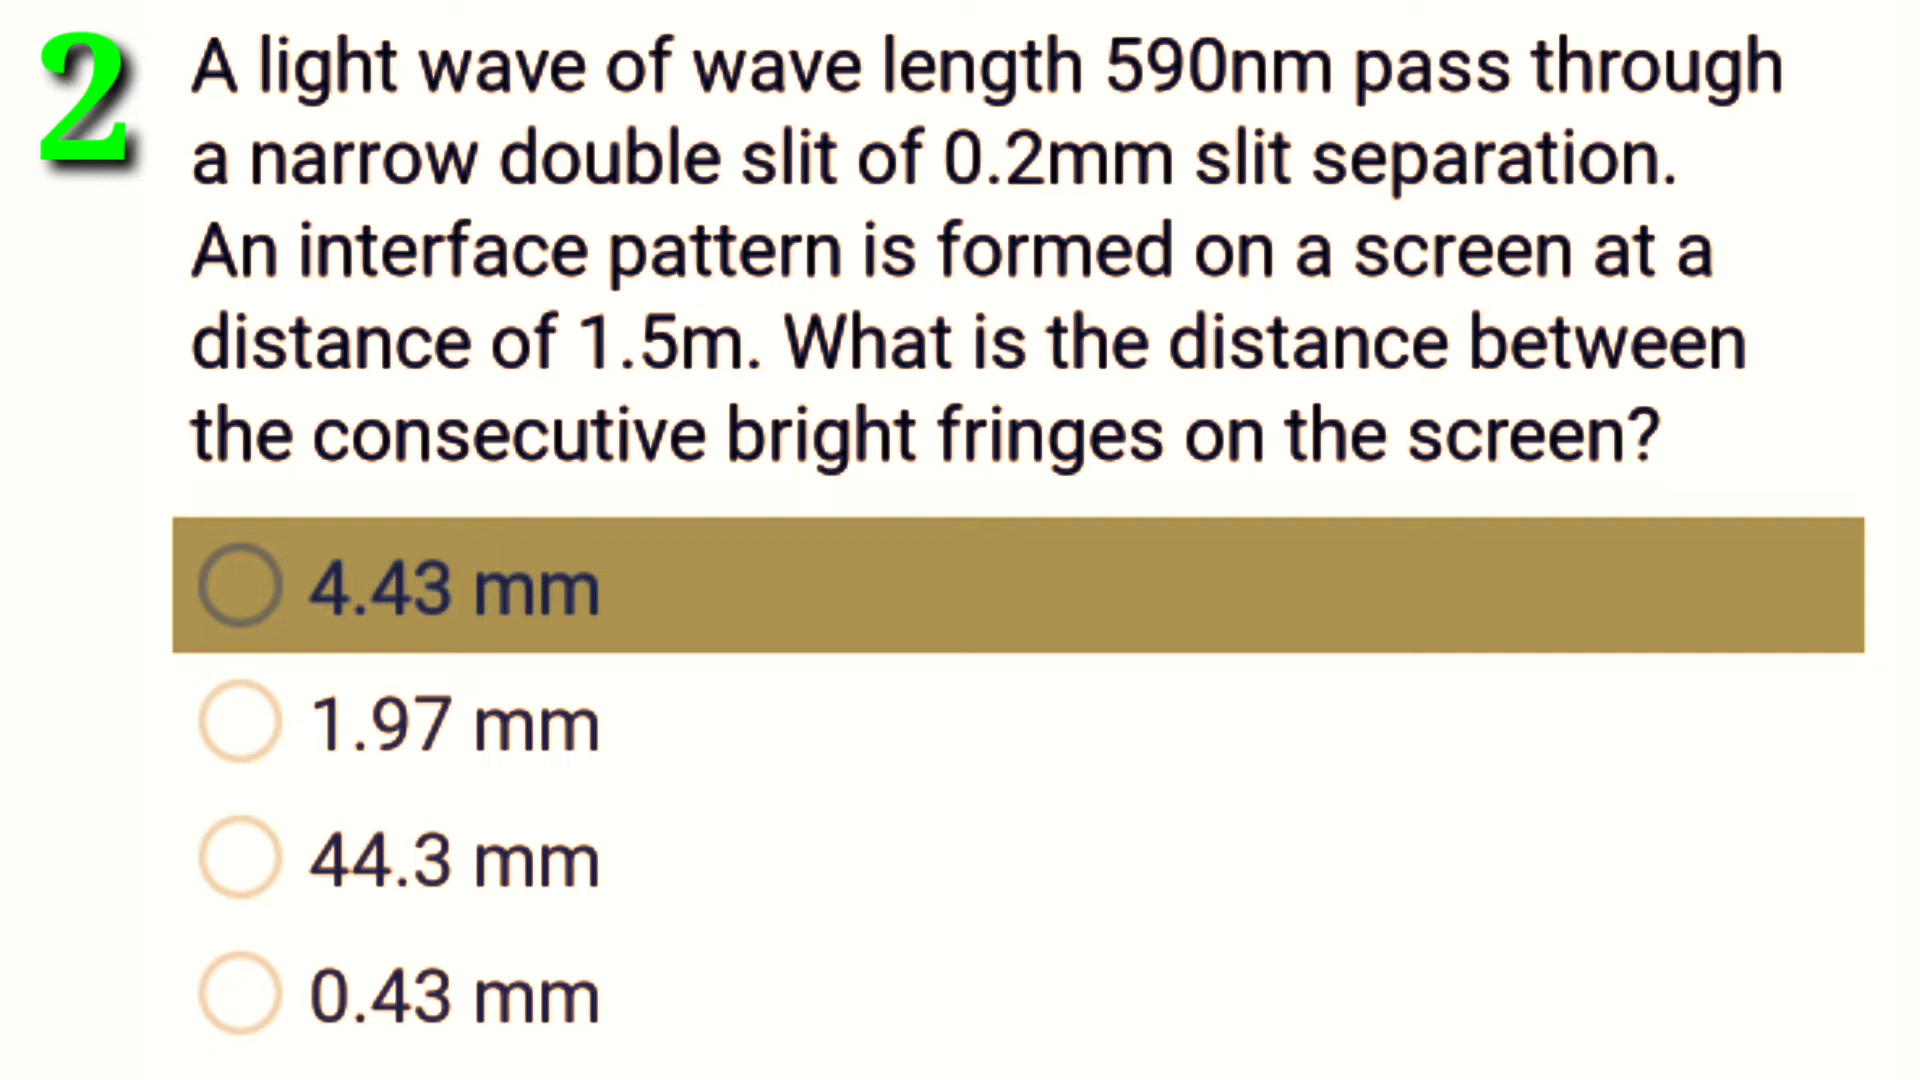 2
A light wave of wave length 590nm pass through
a narrow double slit of 0.2mm slit separation.
An interface pattern is formed on a screen at a
distance of 1.5m. What is the distance between
the consecutive bright fringes on the screen?
4.43 mm
1.97 mm
44.3 mm
0.43 mm